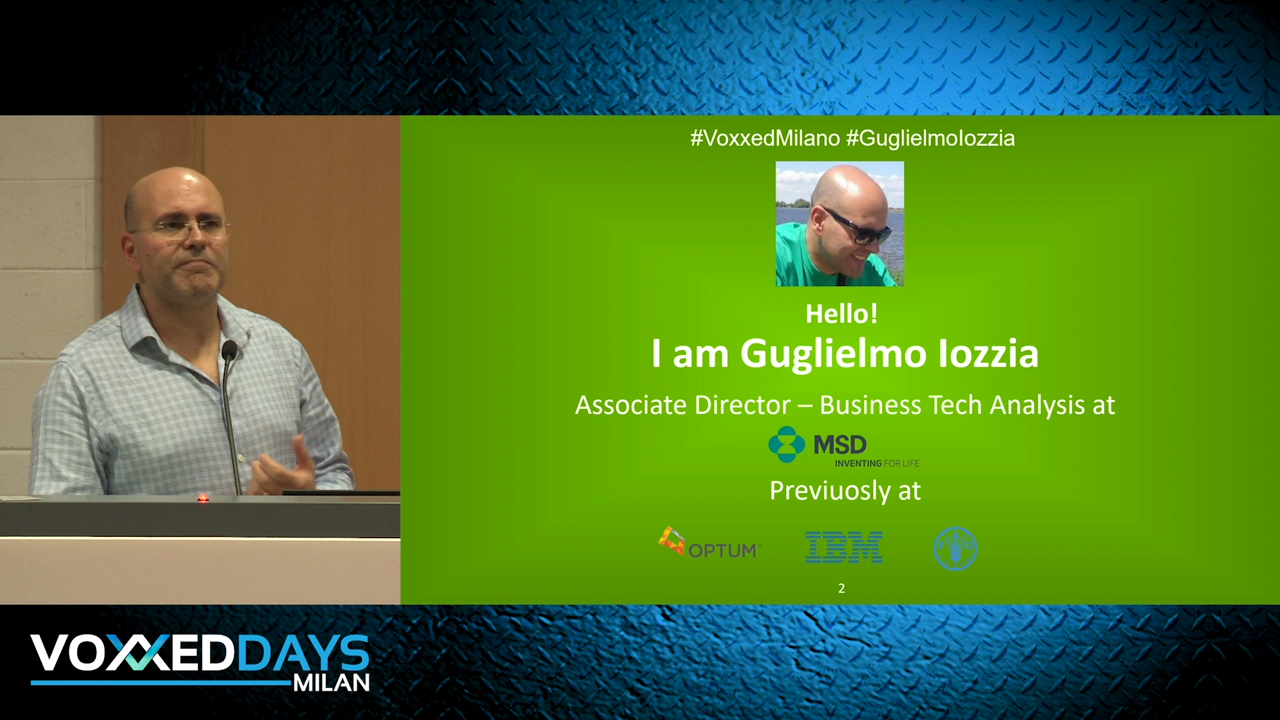 #VoxxedMilano #GuglielmoIozzia
Hello!
I am Guglielmo Iozzia
Associate Director – Business Tech Analysis at
MSD
INVENTING FOR LIFE
Previuosly at
OPTUM®
IBM
2
VOXXEDDAYS
MILAN